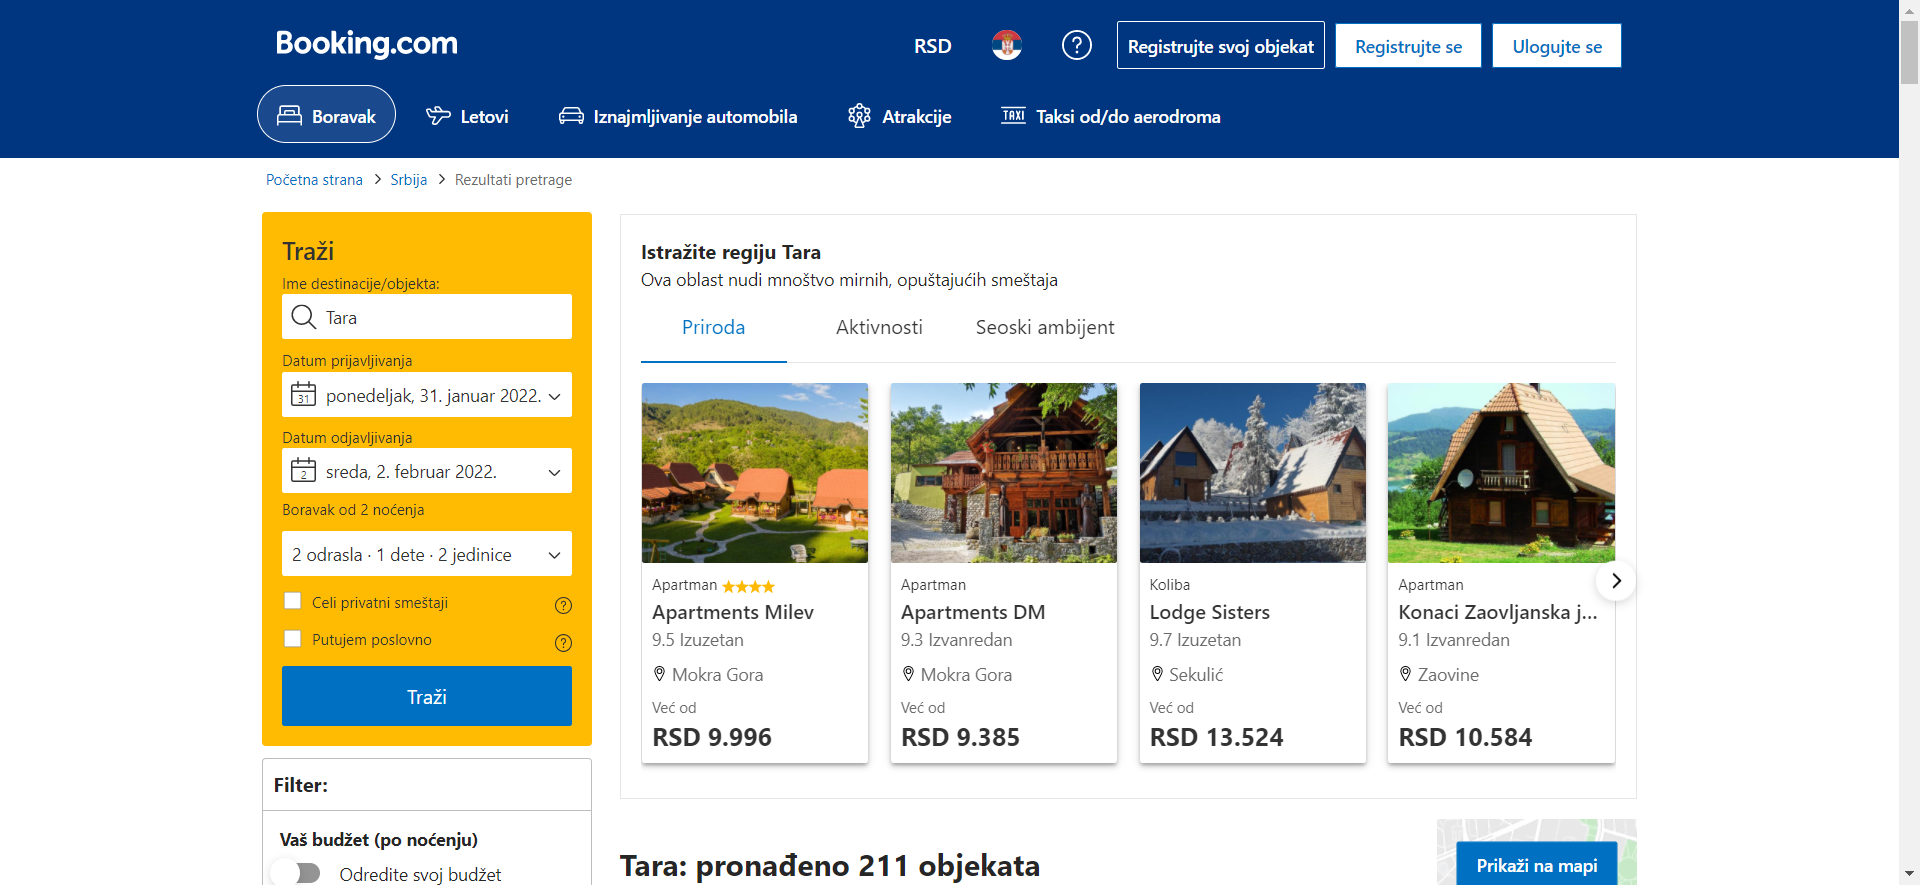 Booking.com
RSD
Registrujte svoj objekat
Registrujte se
Ulogujte se
Boravak
Letovi
Iznajmljivanje automobila
Atrakcije
TAXI
Taksi od/do aerodroma
Početna strana
Srbija
Rezultati pretrage
Traži
Ime destinacije/objekta:
Tara
Datum prijavljivanja
31
ponedeljak, 31. januar 2022.
Datum odjavljivanja
2
sreda, 2. februar 2022.
Boravak od 2 noćenja
2 odrasla · 1 dete · 2 jedinice
Celi privatni smeštaji
Putujem poslovno
Traži
Filter:
Vaš budžet (po noćenju)
Odredite svoj budžet
Istražite regiju Tara
Ova oblast nudi mnoštvo mirnih, opuštajućih smeštaja
Priroda
Aktivnosti
Seoski ambijent
Apartman
Apartments Milev
9.5 Izuzetan
Mokra Gora
Već od
RSD 9.996
Apartman
Apartments DM
9.3 Izvanredan
Mokra Gora
Već od
RSD 9.385
Koliba
Lodge Sisters
9.7 Izuzetan
Sekulić
Već od
RSD 13.524
Apartman
Konaci Zaovljanska j...
9.1 Izvanredan
Zaovine
Već od
RSD 10.584
Tara: pronađeno 211 objekata
Prikaži na mapi